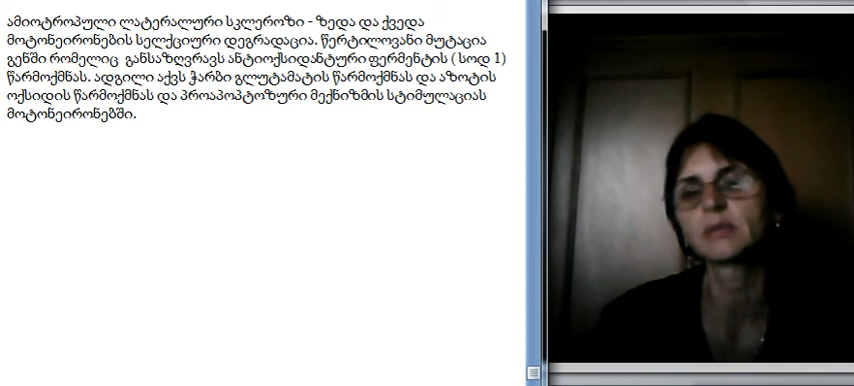 ამიოტროპული ლატერალური სკლეროზი - ზედა და ქვედა
მოტონეირონების სელქციური დეგრადაცია. წერტილოვანი მუტაცია
გენში რომელიც განსაზღვრავს ანტიოქსიდანტური ფერმენტის ( სოდ 1)
წარმოქმნას. ადგილი აქვს ჭარბი გლუტამატის წარმოქმნას და აზოტის
ოქსიდის წარმოქმნას და პროაპოპტოზური მექნიზმის სტიმულაციას
მოტონეირონებში.